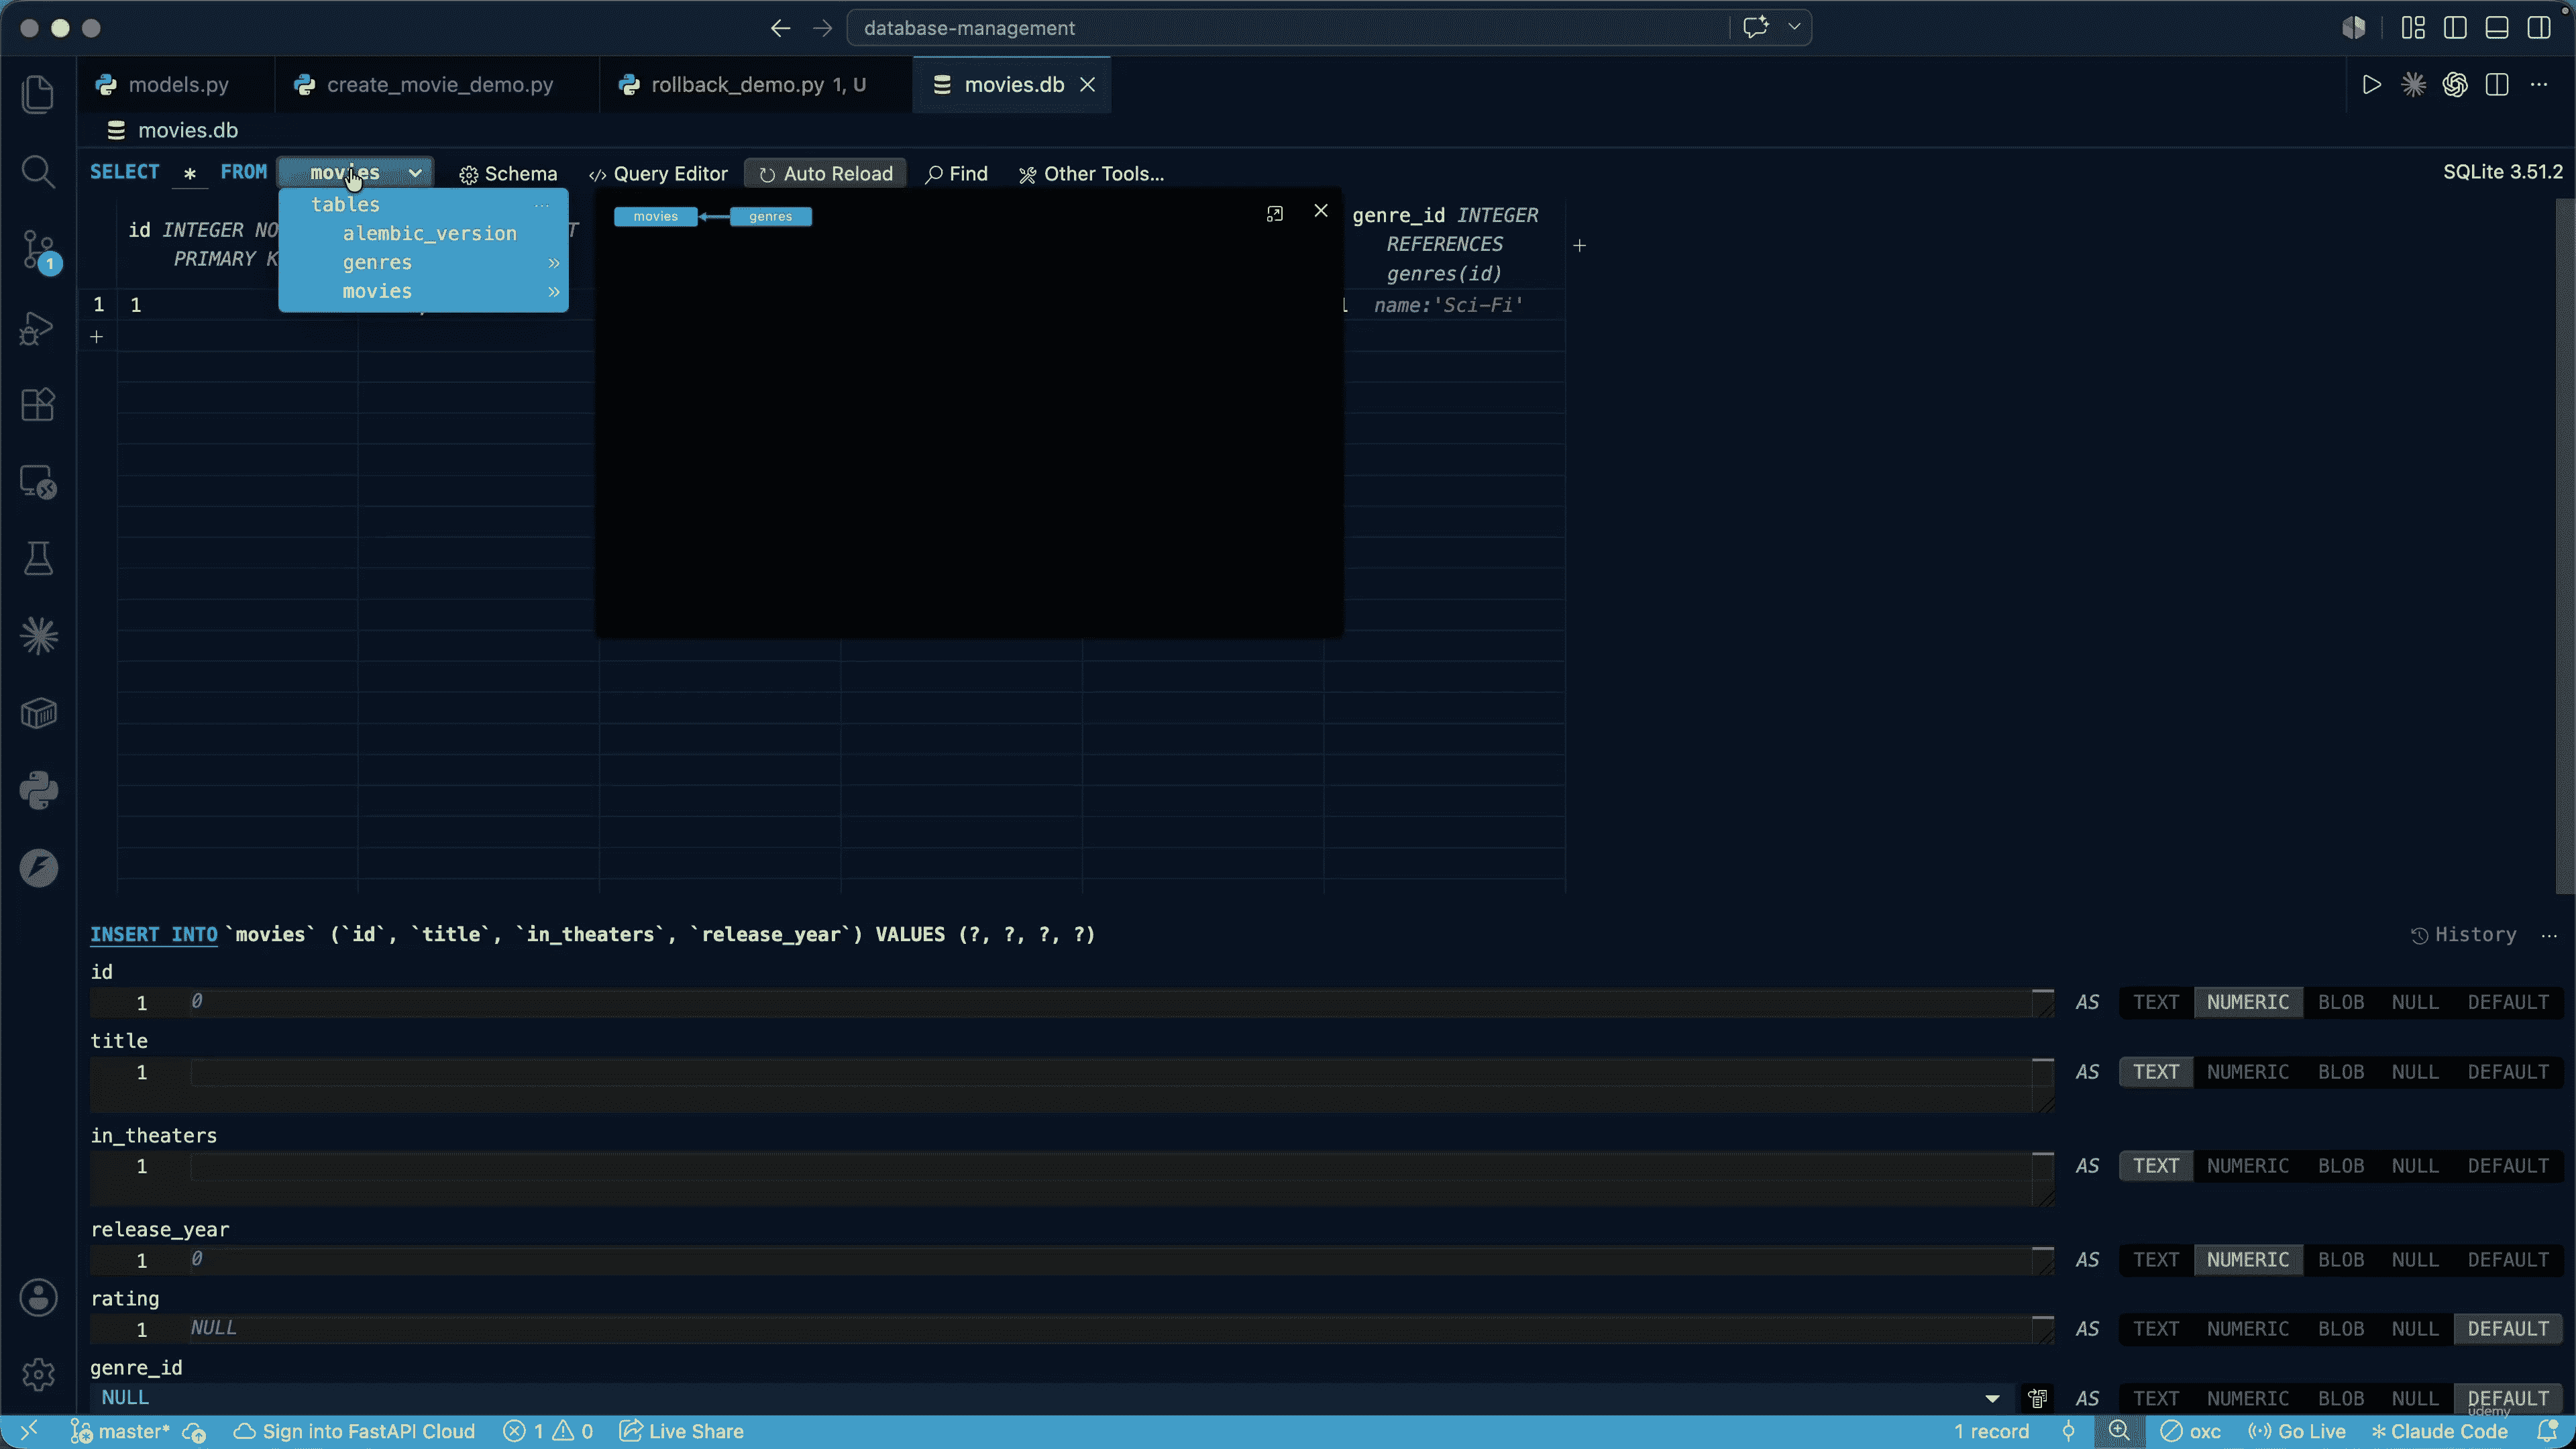 database-management
models.py
create_movie_demo.py
rollback_demo.py 1, U
movies.db
movies.db
SELECT * FROM movies
Schema
Query Editor
Auto Reload
Find
Other Tools...
SQLite 3.51.2
tables
alembic_version
genres
movies
movies
genres
id INTEGER NO
PRIMARY K
T
genre_id INTEGER
REFERENCES
genres(id)
1 1
name:'Sci-Fi'
INSERT INTO `movies` (`id`, `title`, `in_theaters`, `release_year`) VALUES (?, ?, ?, ?)
History
id
1 0
AS TEXT NUMERIC BLOB NULL DEFAULT
title
1
AS TEXT NUMERIC BLOB NULL DEFAULT
in_theaters
1
AS TEXT NUMERIC BLOB NULL DEFAULT
release_year
1 0
AS TEXT NUMERIC BLOB NULL DEFAULT
rating
1 NULL
AS TEXT NUMERIC BLOB NULL DEFAULT
genre_id
NULL
AS TEXT NUMERIC BLOB NULL DEFAULT
udemy
1
master*
Sign into FastAPI Cloud
1 0
Live Share
1 record
oxc
Go Live
Claude Code